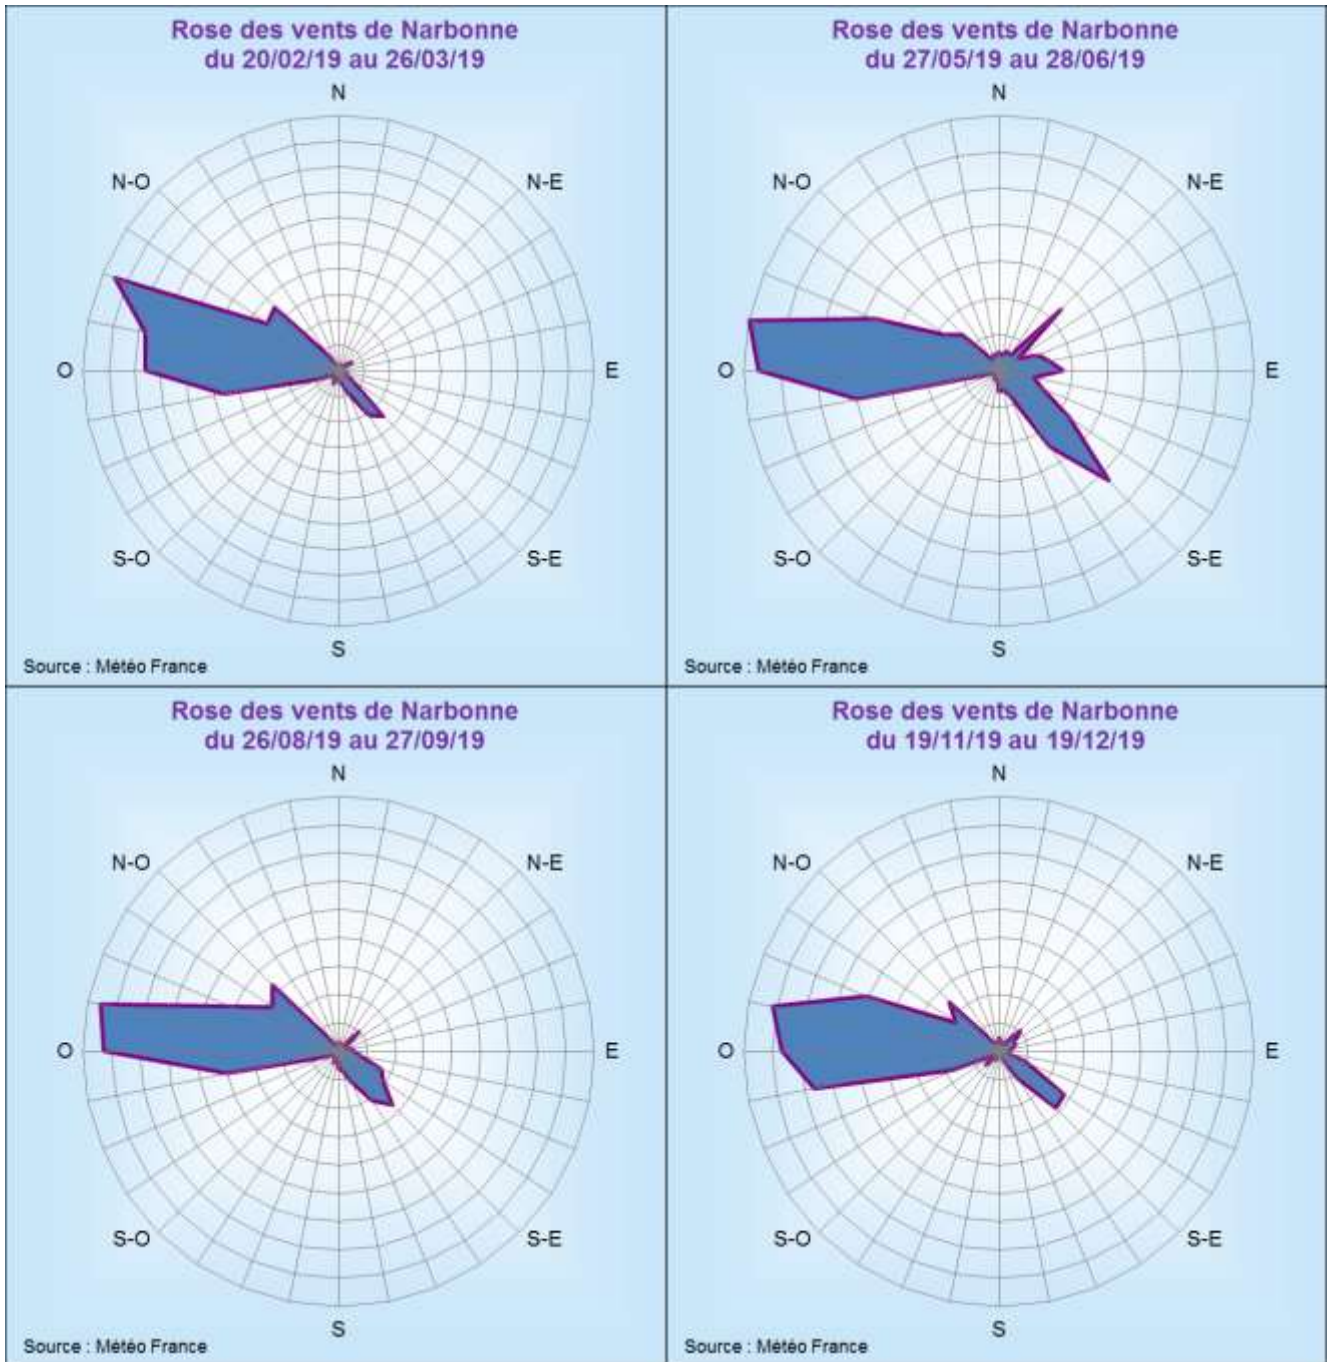 Rose des vents de Narbonne
du 20/02/19 au 26/03/19
N
N-O
N-E
O
E
S-O
S-E
S
Source : Météo France
Rose des vents de Narbonne
du 27/05/19 au 28/06/19
N
N-O
N-E
O
E
S-O
S-E
S
Source : Météo France
Rose des vents de Narbonne
du 26/08/19 au 27/09/19
N
N-O
N-E
O
E
S-O
S-E
S
Source : Météo France
Rose des vents de Narbonne
du 19/11/19 au 19/12/19
N
N-O
N-E
O
E
S-O
S-E
S
Source : Météo France